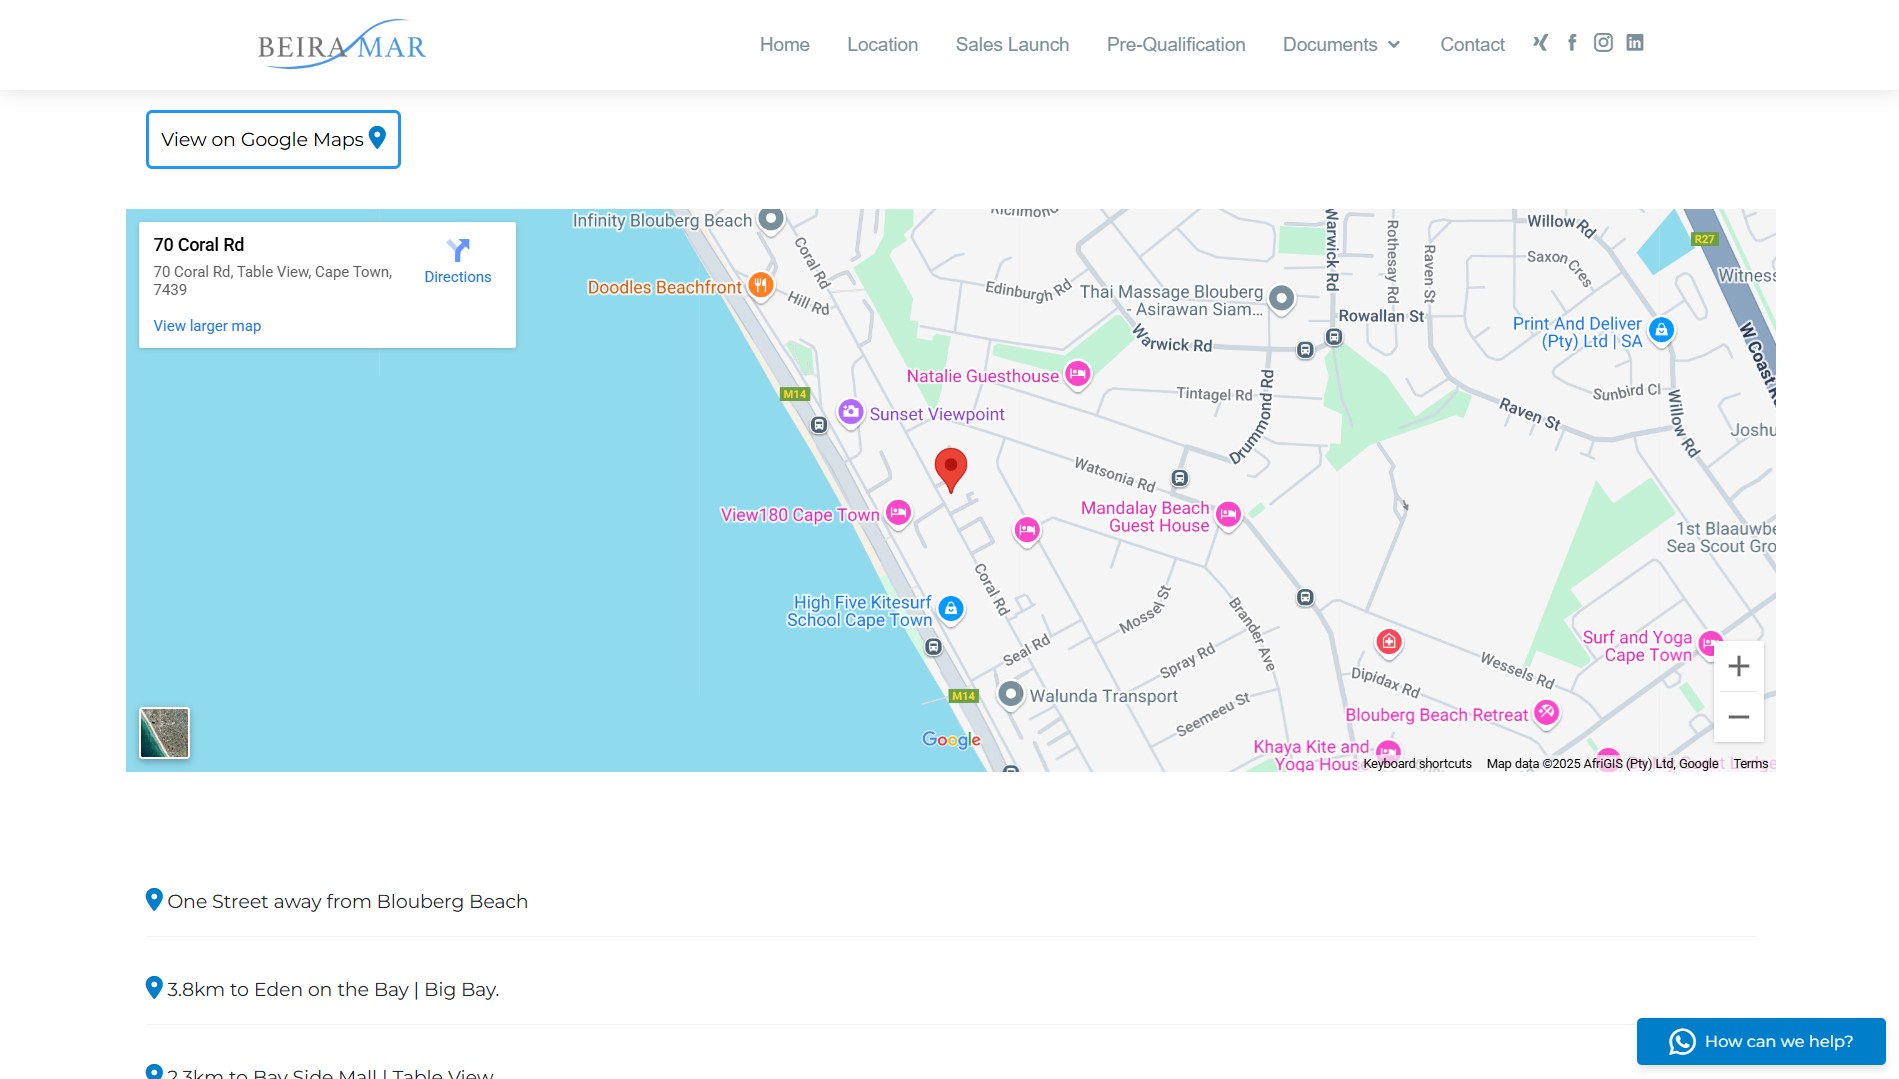 BEIRA MAR
Home
Location
Sales Launch
Pre-Qualification
Documents
Contact
View on Google Maps
70 Coral Rd
70 Coral Rd, Table View, Cape Town,
7439
Directions
View larger map
Infinity Blouberg Beach
Coral Rd
Doodles Beachfront
Hill Rd
Edinburgh Rd
Thai Massage Blouberg
- Asirawan Siam...
Warwick Rd
Rothesay Rd
Raven St
Willow Rd
Saxon Cres
R27
Witness
Rowallan St
Print And Deliver
(Pty) Ltd | SA
Warwick Rd
Natalie Guesthouse
Tintagel Rd
Drummond Rd
Sunbird Cl
Raven St
Willow Rd
M14
Sunset Viewpoint
Watsonia Rd
View180 Cape Town
Mandalay Beach
Guest House
1st Blaauwbe
Sea Scout Gro
Coral Rd
High Five Kitesurf
School Cape Town
Mossel St
Brander Ave
Seal Rd
Spray Rd
Surf and Yoga
Cape Town
Wessels Rd
Dipidax Rd
M14
Walunda Transport
Seemeeu St
Blouberg Beach Retreat
Google
Khaya Kite and
Yoga Hous
Keyboard shortcuts
Map data ©2025 AfriGIS (Pty) Ltd, Google
Terms
One Street away from Blouberg Beach
3.8km to Eden on the Bay | Big Bay.
2.3km to Bay Side Mall | Table View
How can we help?